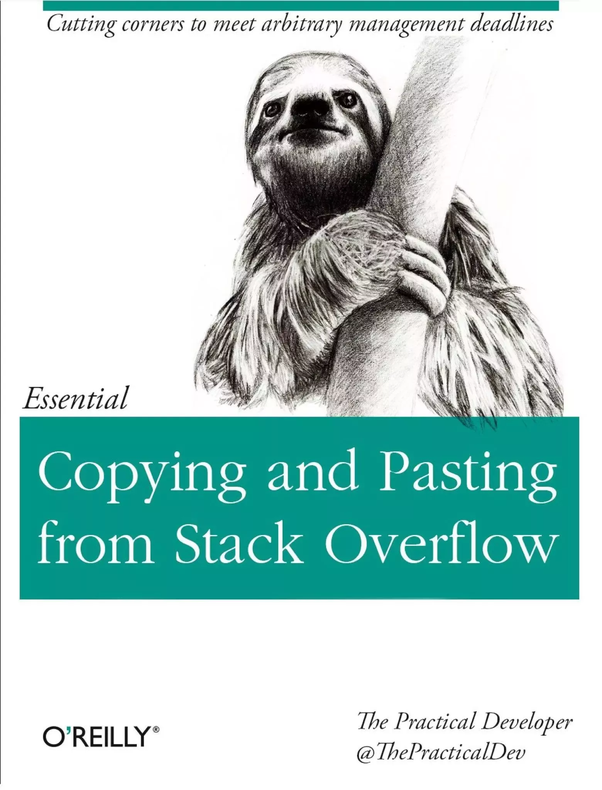 Cutting corners to meet arbitrary management deadlines
Essential
Copying and Pasting
from Stack Overflow
O'REILLY®
The Practical Developer
@ThePracticalDev